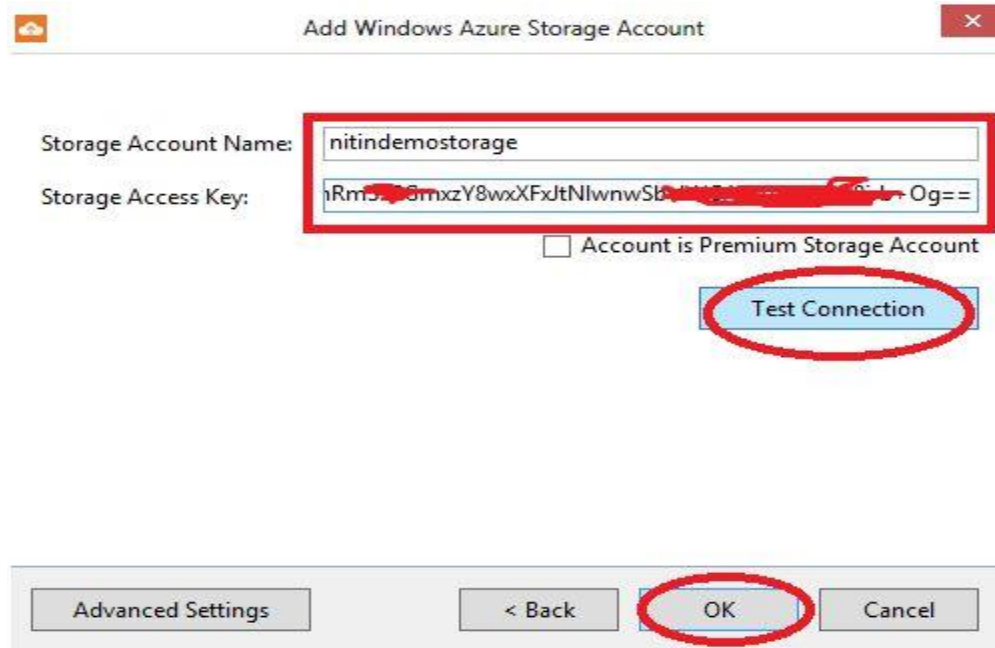 Add Windows Azure Storage Account
Storage Account Name: nitindemostorage
Storage Access Key:
Account is Premium Storage Account
Test Connection
Advanced Settings < Back OK Cancel